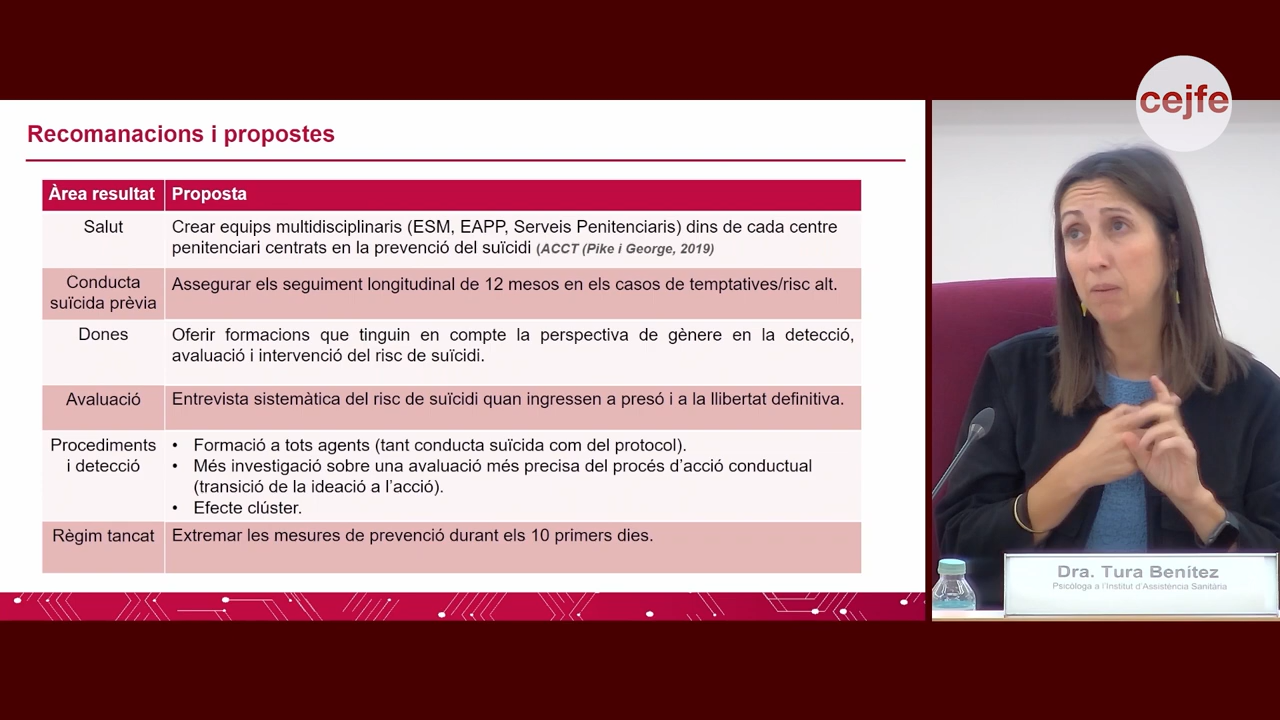 cejfe
Recomanacions i propostes
Àrea resultat Proposta
Salut Crear equips multidisciplinaris (ESM, EAPP, Serveis Penitenciaris) dins de cada centre
penitenciari centrats en la prevenció del suïcidi (ACCT (Pike i George, 2019)
Conducta
suïcida prèvia
Assegurar els seguiment longitudinal de 12 mesos en els casos de temptatives/risc alt.
Dones Oferir formacions que tinguin en compte la perspectiva de gènere en la detecció,
avaluació i intervenció del risc de suïcidi.
Avaluació Entrevista sistemàtica del risc de suïcidi quan ingressen a presó i a la llibertat definitiva.
Procediments
i detecció
• Formació a tots agents (tant conducta suïcida com del protocol).
• Més investigació sobre una avaluació més precisa del procés d'acció conductual
(transició de la ideació a l'acció).
• Efecte clúster.
Règim tancat Extremar les mesures de prevenció durant els 10 primers dies.
Dra. Tura Benítez
Psicòloga a l'Institut d'Assistència Sanitària